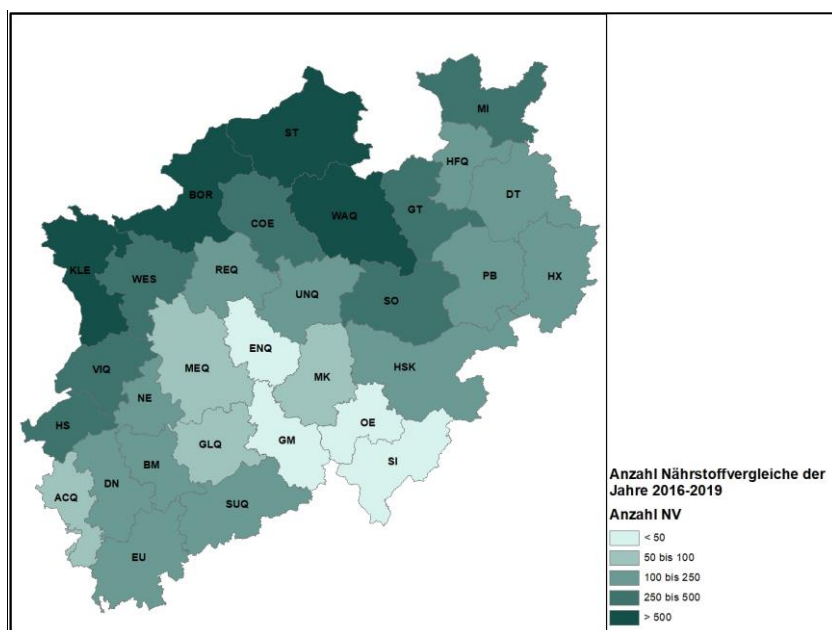 MI
ST
HFQ
BOR
DT
WAQ
GT
COE
KLE
WES
REQ
PB
HX
UNQ
SO
ENQ
VIQ
MEQ
MK
HSK
NE
HS
OE
GLQ
GM
BM
SI
DN
ACQ
SUQ
EU
Anzahl Nährstoffvergleiche der
Jahre 2016-2019
Anzahl NV
< 50
50 bis 100
100 bis 250
250 bis 500
> 500